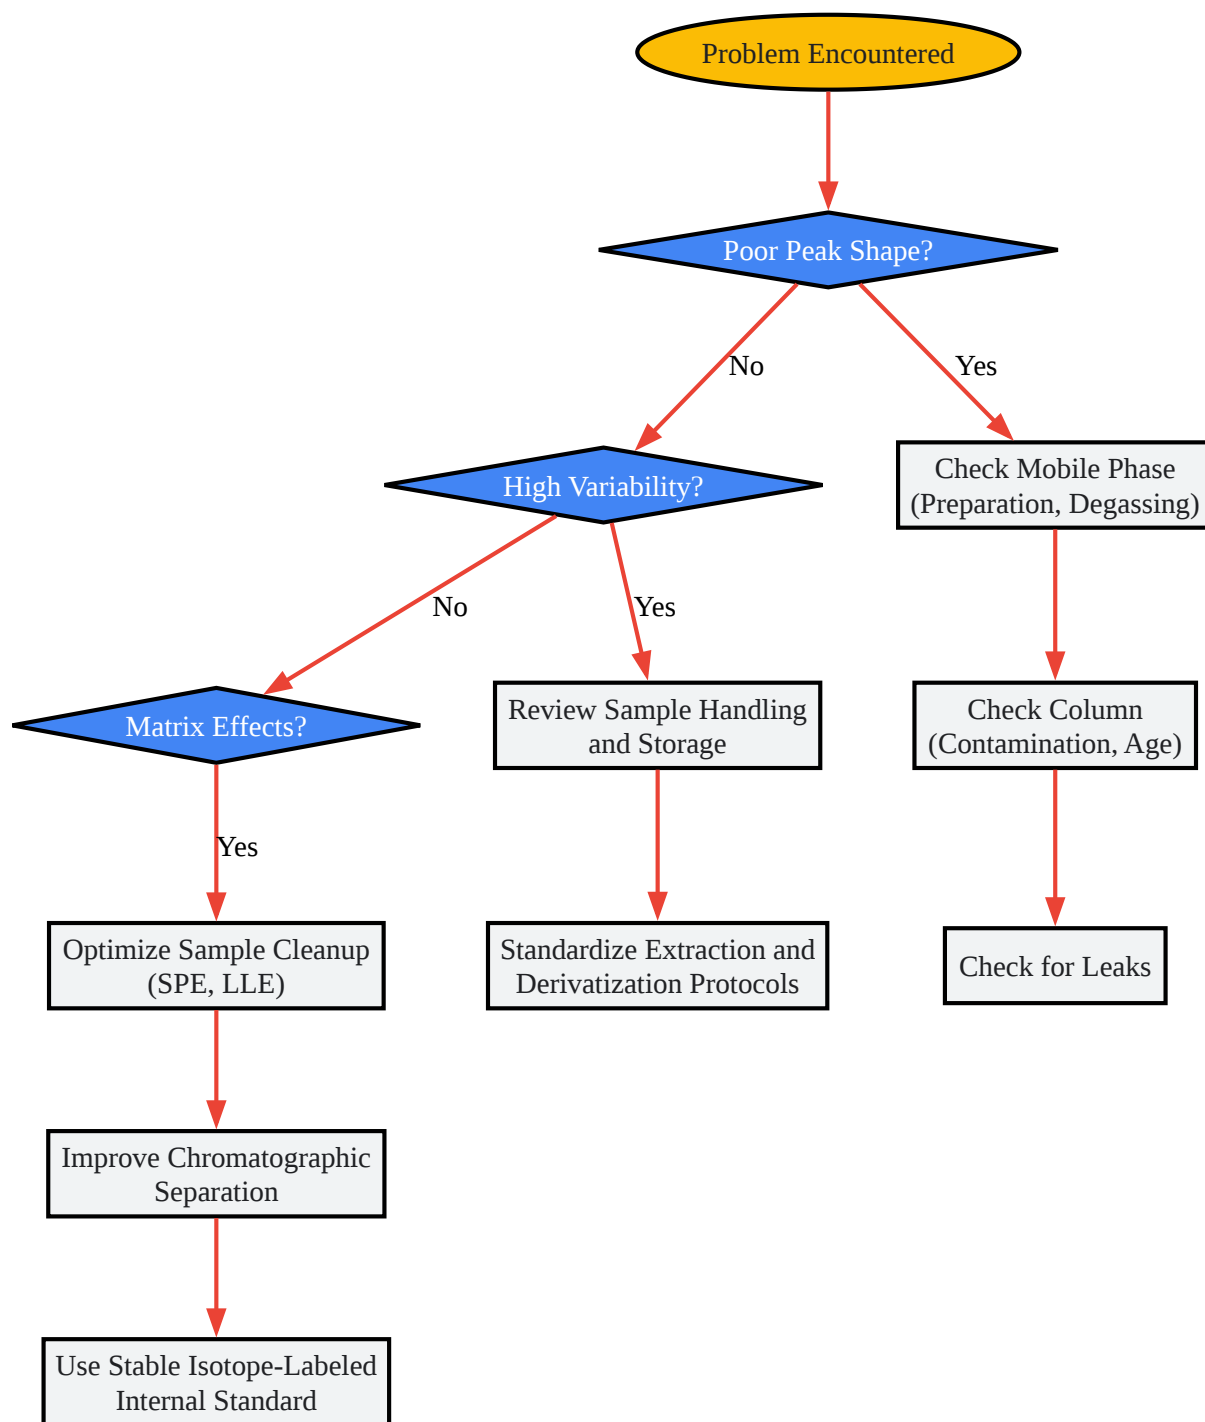 Problem Encountered
Poor Peak Shape?
No
Yes
High Variability?
Check Mobile Phase
(Preparation, Degassing)
No
Yes
Matrix Effects?
Review Sample Handling
and Storage
Check Column
(Contamination, Age)
Yes
Optimize Sample Cleanup
(SPE, LLE)
Standardize Extraction and
Derivatization Protocols
Check for Leaks
Improve Chromatographic
Separation
Use Stable Isotope-Labeled
Internal Standard